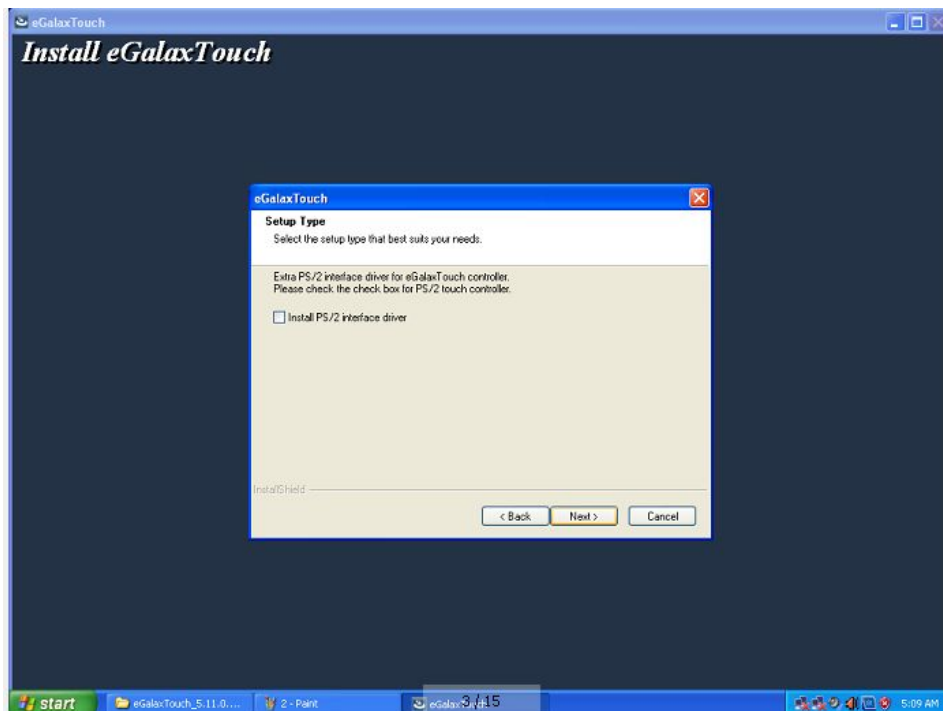 eGalaxTouch
Install eGalaxTouch
eGalaxTouch
Setup Type
Select the setup type that best suits your needs.
Extra PS/2 interface driver for eGalaxTouch controller.
Please check the check box for PS/2 touch controller.
Install PS/2 interface driver
InstallShield
< Back Next > Cancel
3 / 15
start eGalaxTouch_5.11.0.... 2 - Paint 5:09 AM